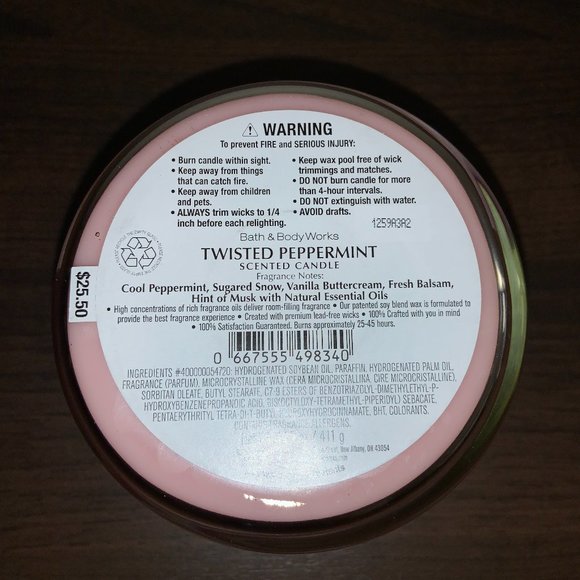 ⚠ WARNING
To prevent FIRE and SERIOUS INJURY:
• Burn candle within sight.
• Keep away from things
that can catch fire.
• Keep away from children
and pets.
• ALWAYS trim wicks to 1/4
inch before each relighting.
• Keep wax pool free of wick
trimmings and matches.
• DO NOT burn candle for more
than 4-hour intervals.
• DO NOT extinguish with water.
• AVOID drafts.
1259A3A2
Bath & Body Works
TWISTED PEPPERMINT
SCENTED CANDLE
Fragrance Notes:
Cool Peppermint, Sugared Snow, Vanilla Buttercream, Fresh Balsam,
Hint of Musk with Natural Essential Oils
• High concentrations of rich fragrance oils deliver room-filling fragrance • Our patented soy blend wax is formulated to
provide the best fragrance experience • Created with premium lead-free wicks • 100% Crafted with you in mind
• 100% Satisfaction Guaranteed. Burns approximately 25-45 hours.
$25.50
0 667555 498340
INGREDIENTS #400000054720: HYDROGENATED SOYBEAN OIL, PARAFFIN, HYDROGENATED PALM OIL,
FRAGRANCE (PARFUM), MICROCRYSTALLINE WAX (CERA MICROCRISTALLINA, CIRE MICROCRISTALLINE),
SORBITAN OLEATE, BUTYL STEARATE, C7-9 ESTERS OF BENZOTRIAZOLYL-DIMETHYLETHYL-P-
HYDROXYBENZENEPROPANOIC ACID, DISOCTYLOXY-TETRAMETHYL-PIPERIDYL) SEBACATE,
PENTAERYTHRITYL TETRA-DI-T-BUTYL HYDROXYHYDROCINNAMATE, BHT, COLORANTS.
FRAGRANCE ALLERGENS.
/ 411 g
New Albany, OH 43054